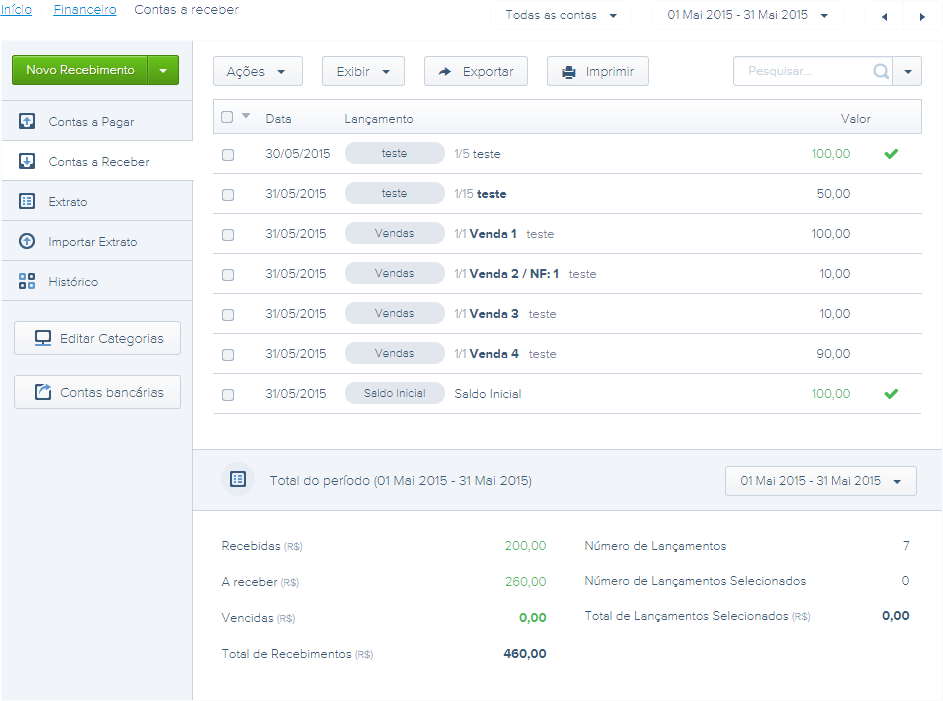 Início Financeiro Contas a receber Todas as contas 01 Mai 2015 - 31 Mai 2015
Novo Recebimento
Contas a Pagar
Contas a Receber
Extrato
Importar Extrato
Histórico
Editar Categorias
Contas bancárias
Ações Exibir Exportar Imprimir Pesquisar...
Data Lançamento Valor
30/05/2015 teste 1/5 teste 100,00
31/05/2015 teste 1/15 teste 50,00
31/05/2015 Vendas 1/1 Venda 1 teste 100,00
31/05/2015 Vendas 1/1 Venda 2 / NF: 1 teste 10,00
31/05/2015 Vendas 1/1 Venda 3 teste 10,00
31/05/2015 Vendas 1/1 Venda 4 teste 90,00
31/05/2015 Saldo Inicial Saldo Inicial 100,00
Total do período (01 Mai 2015 - 31 Mai 2015) 01 Mai 2015 - 31 Mai 2015
Recebidas (R$) 200,00 Número de Lançamentos 7
A receber (R$) 260,00 Número de Lançamentos Selecionados 0
Vencidas (R$) 0,00 Total de Lançamentos Selecionados (R$) 0,00
Total de Recebimentos (R$) 460,00